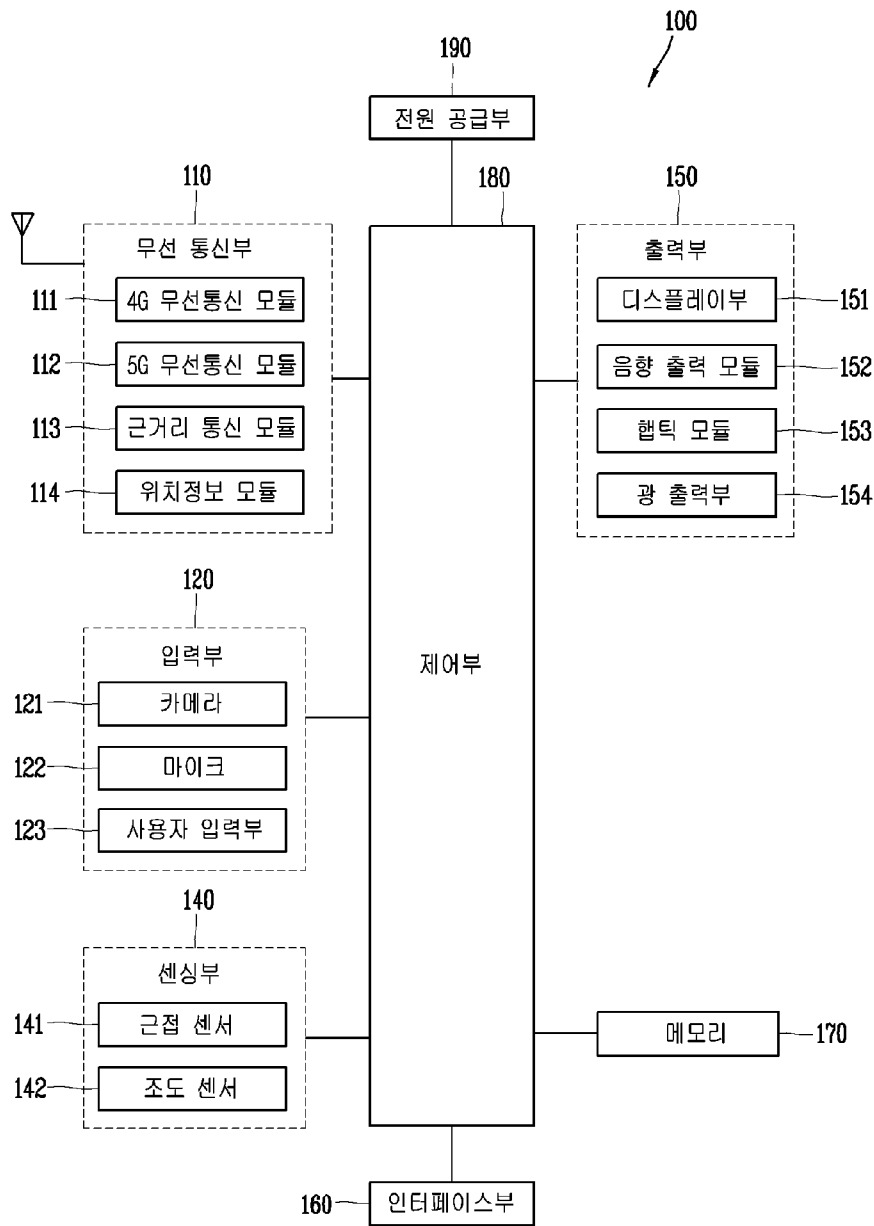 100
190
전원 공급부
110
무선 통신부
111
4G 무선통신 모듈
112
5G 무선통신 모듈
113
근거리 통신 모듈
114
위치정보 모듈
120
입력부
121
카메라
122
마이크
123
사용자 입력부
140
센싱부
141
근접 센서
142
조도 센서
180
제어부
150
출력부
디스플레이부
151
음향 출력 모듈
152
햅틱 모듈
153
광 출력부
154
메모리
170
160
인터페이스부